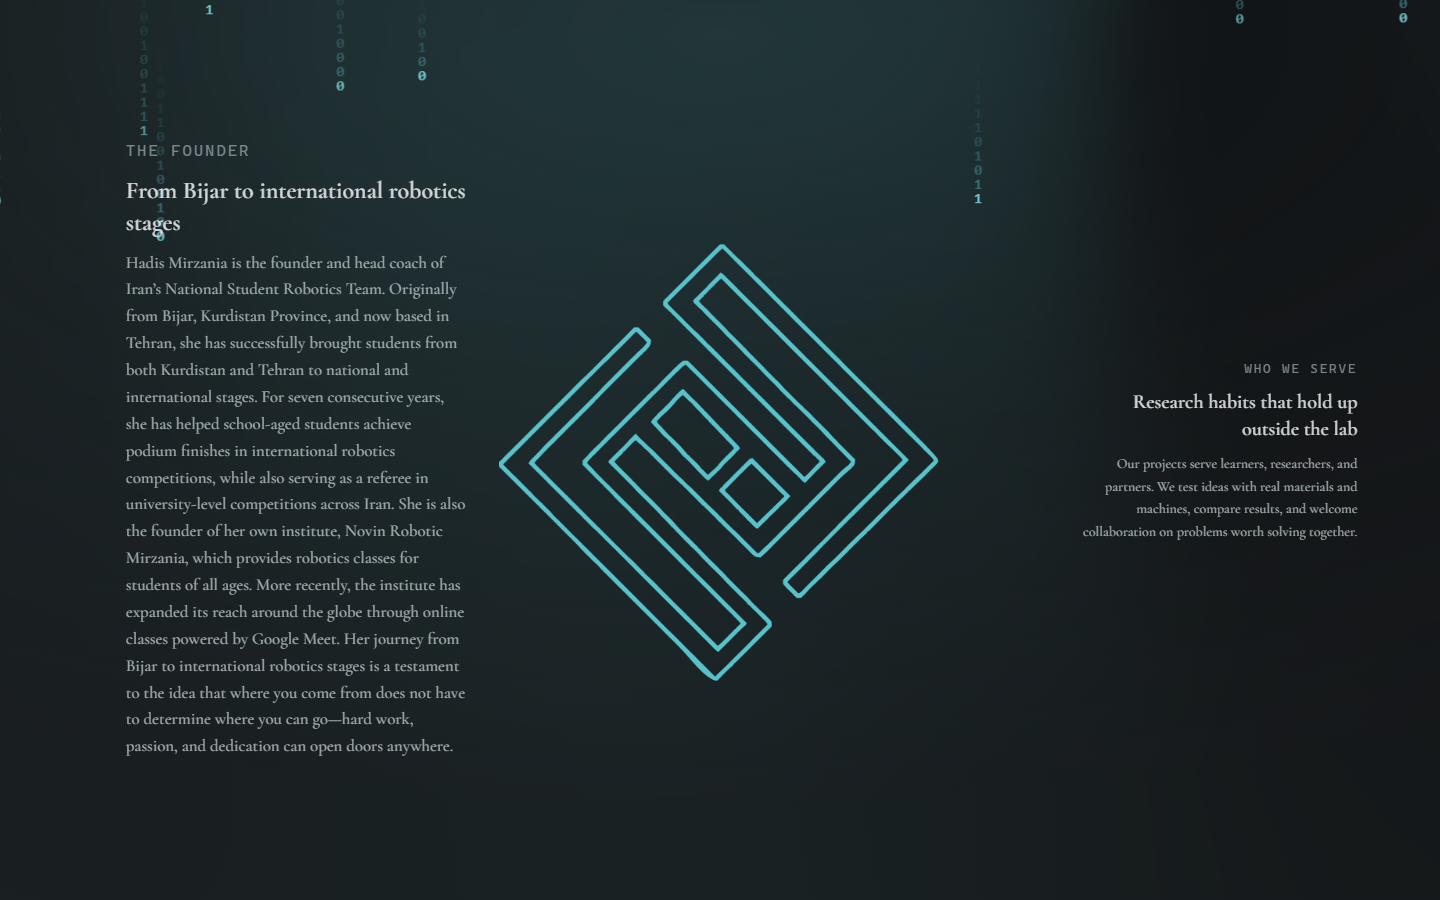 THE FOUNDER
From Bijar to international robotics
stages
Hadis Mirzania is the founder and head coach of
Iran’s National Student Robotics Team. Originally
from Bijar, Kurdistan Province, and now based in
Tehran, she has successfully brought students from
both Kurdistan and Tehran to national and
international stages. For seven consecutive years,
she has helped school-aged students achieve
podium finishes in international robotics
competitions, while also serving as a referee in
university-level competitions across Iran. She is also
the founder of her own institute, Novin Robotic
Mirzania, which provides robotics classes for
students of all ages. More recently, the institute has
expanded its reach around the globe through online
classes powered by Google Meet. Her journey from
Bijar to international robotics stages is a testament
to the idea that where you come from does not have
to determine where you can go—hard work,
passion, and dedication can open doors anywhere.
WHO WE SERVE
Research habits that hold up
outside the lab
Our projects serve learners, researchers, and
partners. We test ideas with real materials and
machines, compare results, and welcome
collaboration on problems worth solving together.